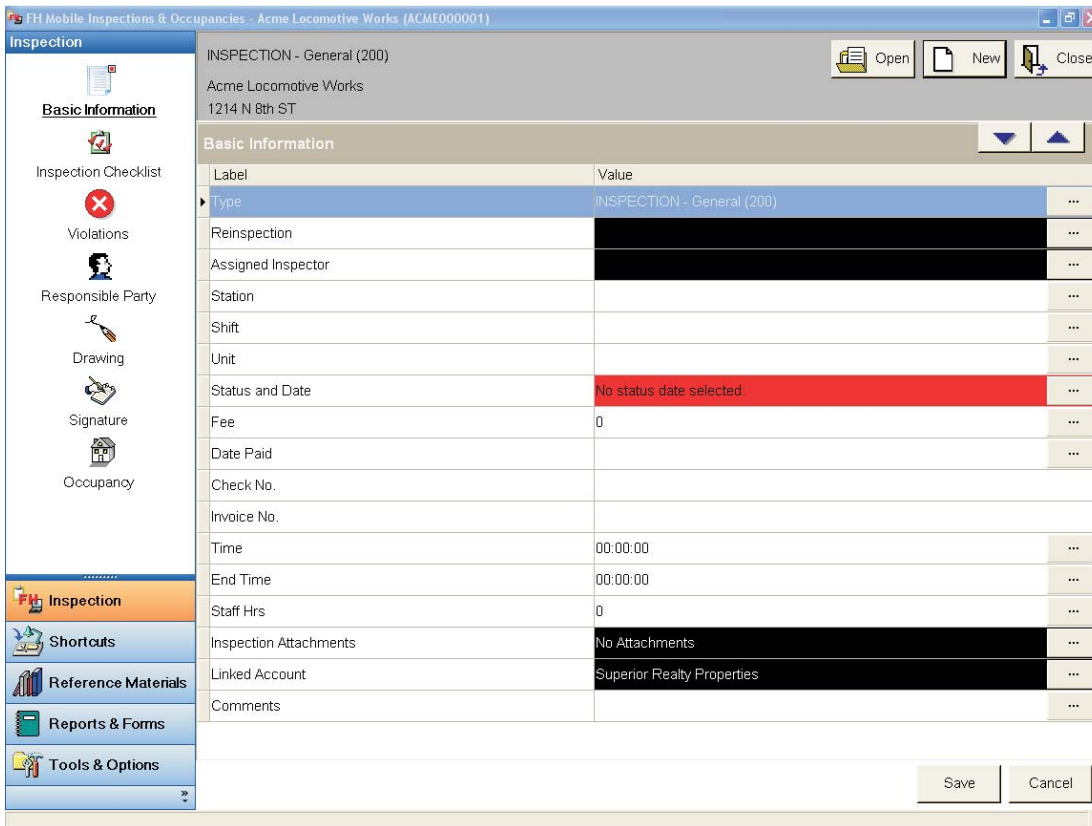 FH Mobile Inspections & Occupancies - Acme Locomotive Works (ACME000001)
Inspection
Basic Information
Inspection Checklist
Violations
Responsible Party
Drawing
Signature
Occupancy
FH Inspection
Shortcuts
Reference Materials
Reports & Forms
Tools & Options
»
INSPECTION - General (200)
Acme Locomotive Works
1214 N 8th ST
Open New Close
Basic Information
Label Value
Type INSPECTION - General (200) ...
Reinspection ...
Assigned Inspector ...
Station ...
Shift ...
Unit ...
Status and Date No status date selected. ...
Fee 0 ...
Date Paid ...
Check No.
Invoice No.
Time 00:00:00 ...
End Time 00:00:00 ...
Staff Hrs 0 ...
Inspection Attachments No Attachments ...
Linked Account Superior Realty Properties ...
Comments ...
Save Cancel